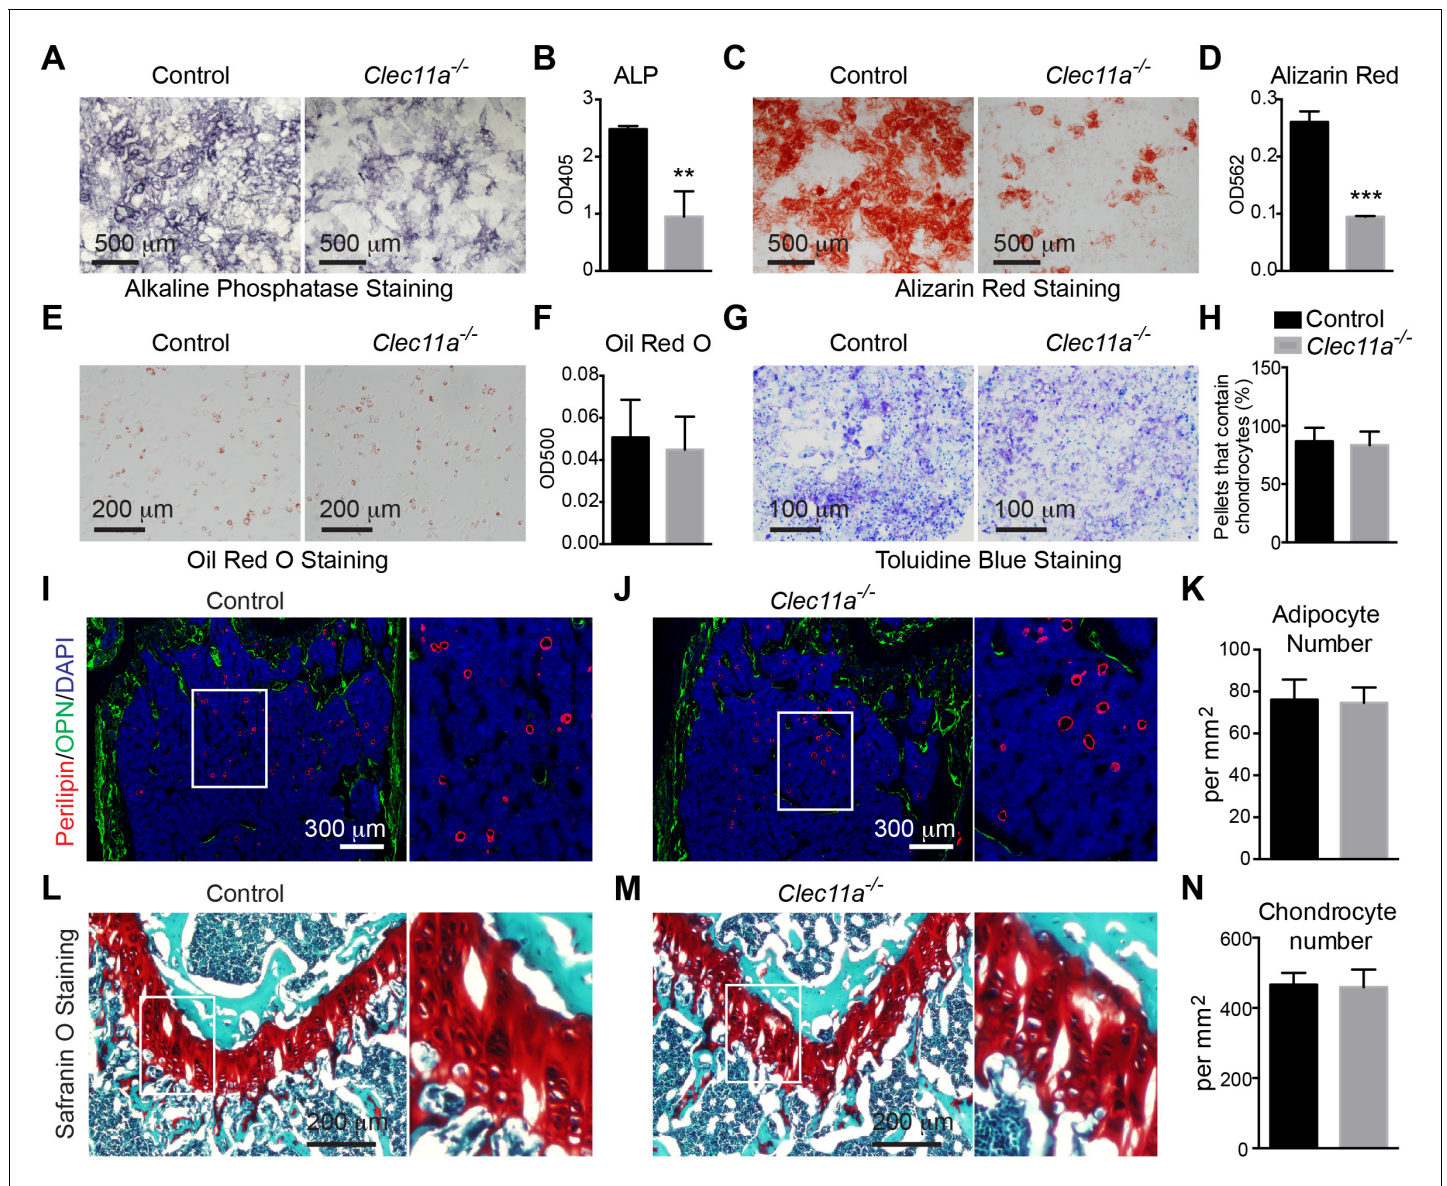 A
Control
Clec11a-/-
500 µm
500 µm
Alkaline Phosphatase Staining
B
ALP
OD405
3
2
1
0
**
C
Control
Clec11a-/-
500 µm
500 µm
Alizarin Red Staining
D
Alizarin Red
OD562
0.3
0.2
0.1
0.0
***
E
Control
Clec11a-/-
200 µm
200 µm
Oil Red O Staining
F
Oil Red O
OD500
0.08
0.06
0.04
0.02
0.00
G
Control
Clec11a-/-
100 µm
100 µm
Toluidine Blue Staining
H
Control
Clec11a-/-
Pellets that contain
chondrocytes (%)
150
100
50
0
I
Control
Perilipin/OPN/DAPI
300 µm
J
Clec11a-/-
300 µm
K
Adipocyte
Number
per mm2
100
80
60
40
20
0
L
Control
Safranin O Staining
200 µm
M
Clec11a-/-
200 µm
N
Chondrocyte
number
per mm2
600
400
200
0